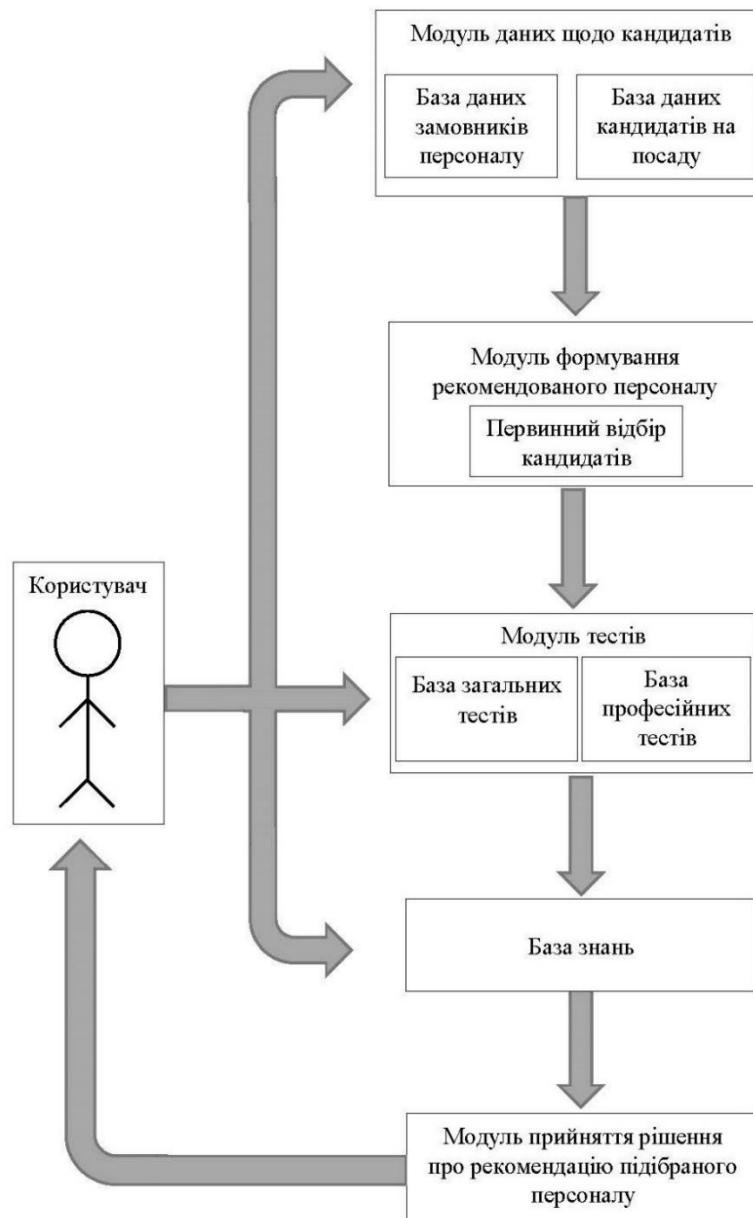 Модуль даних щодо кандидатів
База даних
замовників
персоналу
База даних
кандидатів на
посаду
Модуль формування
рекомендованого персоналу
Первинний відбір
кандидатів
Користувач
Модуль тестів
База загальних
тестів
База
професійних
тестів
База знань
Модуль прийняття рішення
про рекомендацію підібраного
персоналу